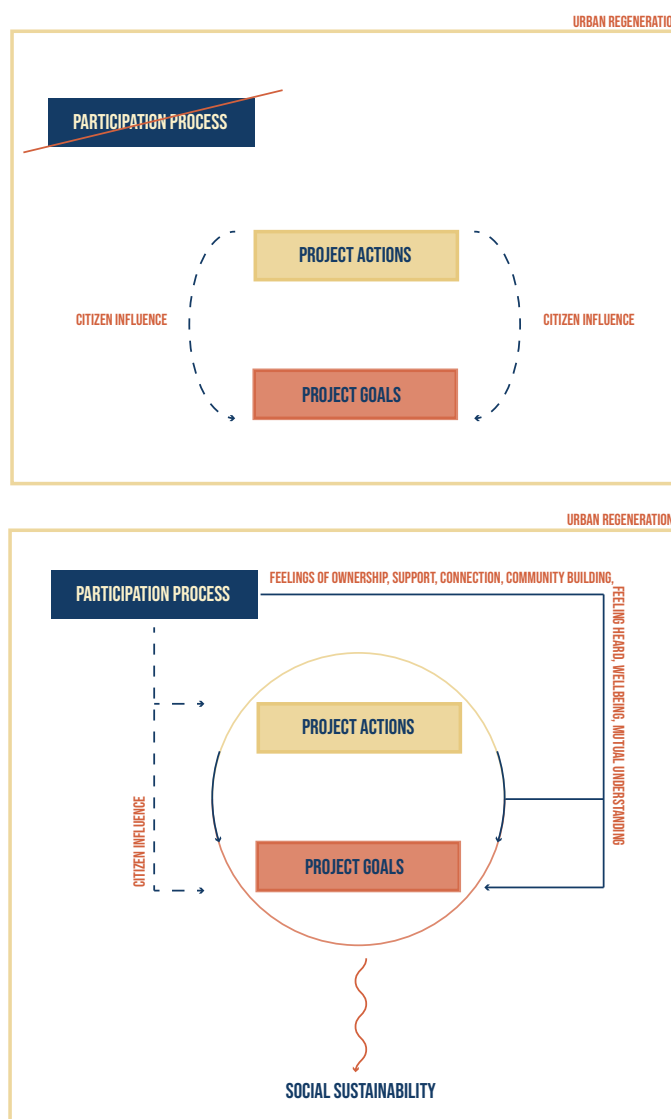 URBAN REGENERATIO
PARTICIPATION PROCESS
PROJECT ACTIONS
CITIZEN INFLUENCE
CITIZEN INFLUENCE
PROJECT GOALS
URBAN REGENERATION
PARTICIPATION PROCESS
FEELINGS OF OWNERSHIP, SUPPORT, CONNECTION, COMMUNITY BUILDING,
FEELING HEARD, WELLBEING, MUTUAL UNDERSTANDING
PROJECT ACTIONS
CITIZEN INFLUENCE
PROJECT GOALS
SOCIAL SUSTAINABILITY